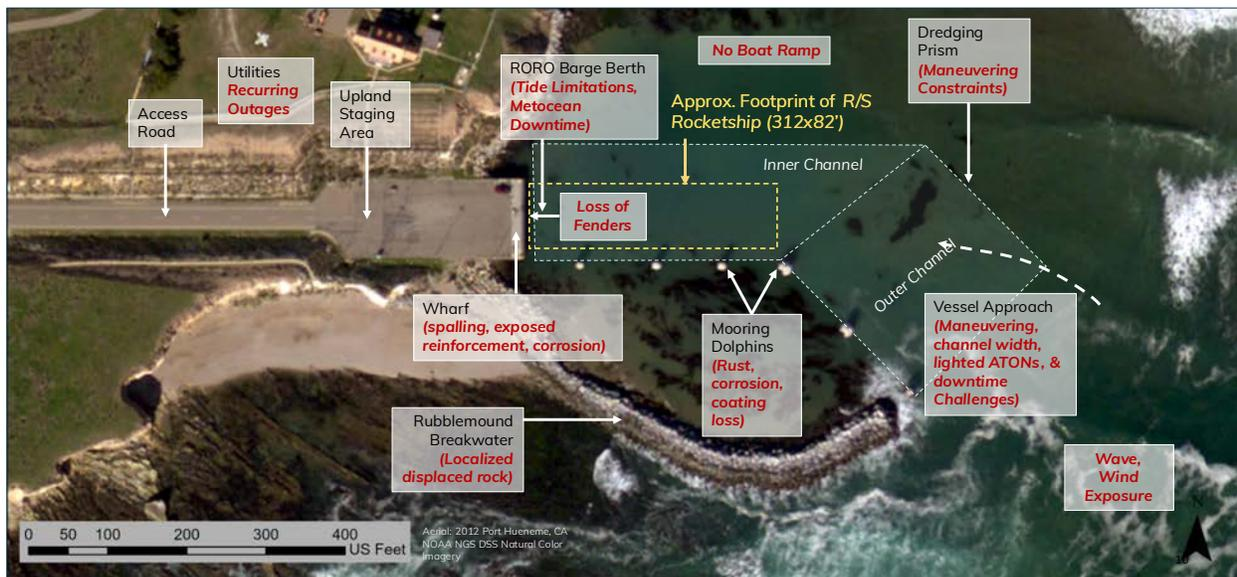 No Boat Ramp
Dredging
Prism
(Maneuvering
Constraints)
RORO Barge Berth
(Tide Limitations,
Metocean
Downtime)
Utilities
Recurring
Outages
Upland
Staging
Area
Access
Road
Approx. Footprint of R/S
Rocketship (312x82’)
Inner Channel
Loss of
Fenders
Outer Channel
Wharf
(spalling, exposed
reinforcement, corrosion)
Mooring
Dolphins
(Rust,
corrosion,
coating
loss)
Vessel Approach
(Maneuvering,
channel width,
lighted ATONs, &
downtime
Challenges)
Rubblemound
Breakwater
(Localized
displaced rock)
Wave,
Wind
Exposure
N
0 50 100 200 300 400
US Feet
Aerial: 2012 Port Hueneme, CA
NOAA NGS DSS Natural Color
Imagery
10